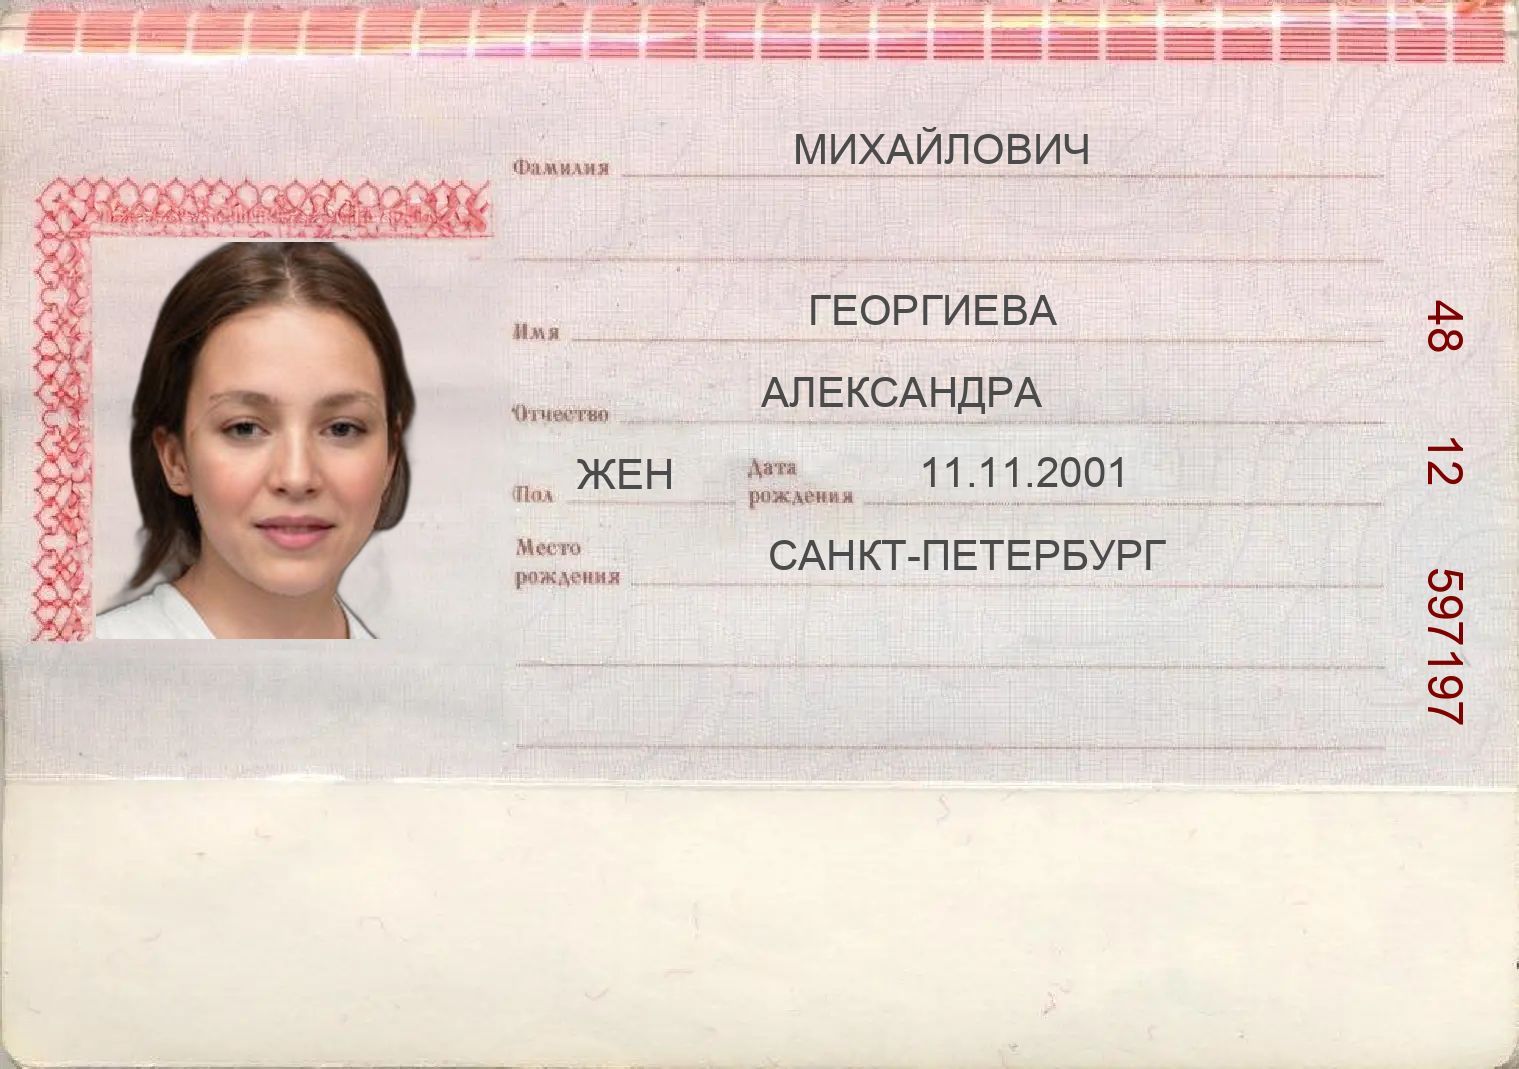 Фамилия МИХАЙЛОВИЧ
Имя ГЕОРГИЕВА
Отчество АЛЕКСАНДРА
Пол ЖЕН Дата рождения 11.11.2001
Место рождения САНКТ-ПЕТЕРБУРГ
48 12 597197